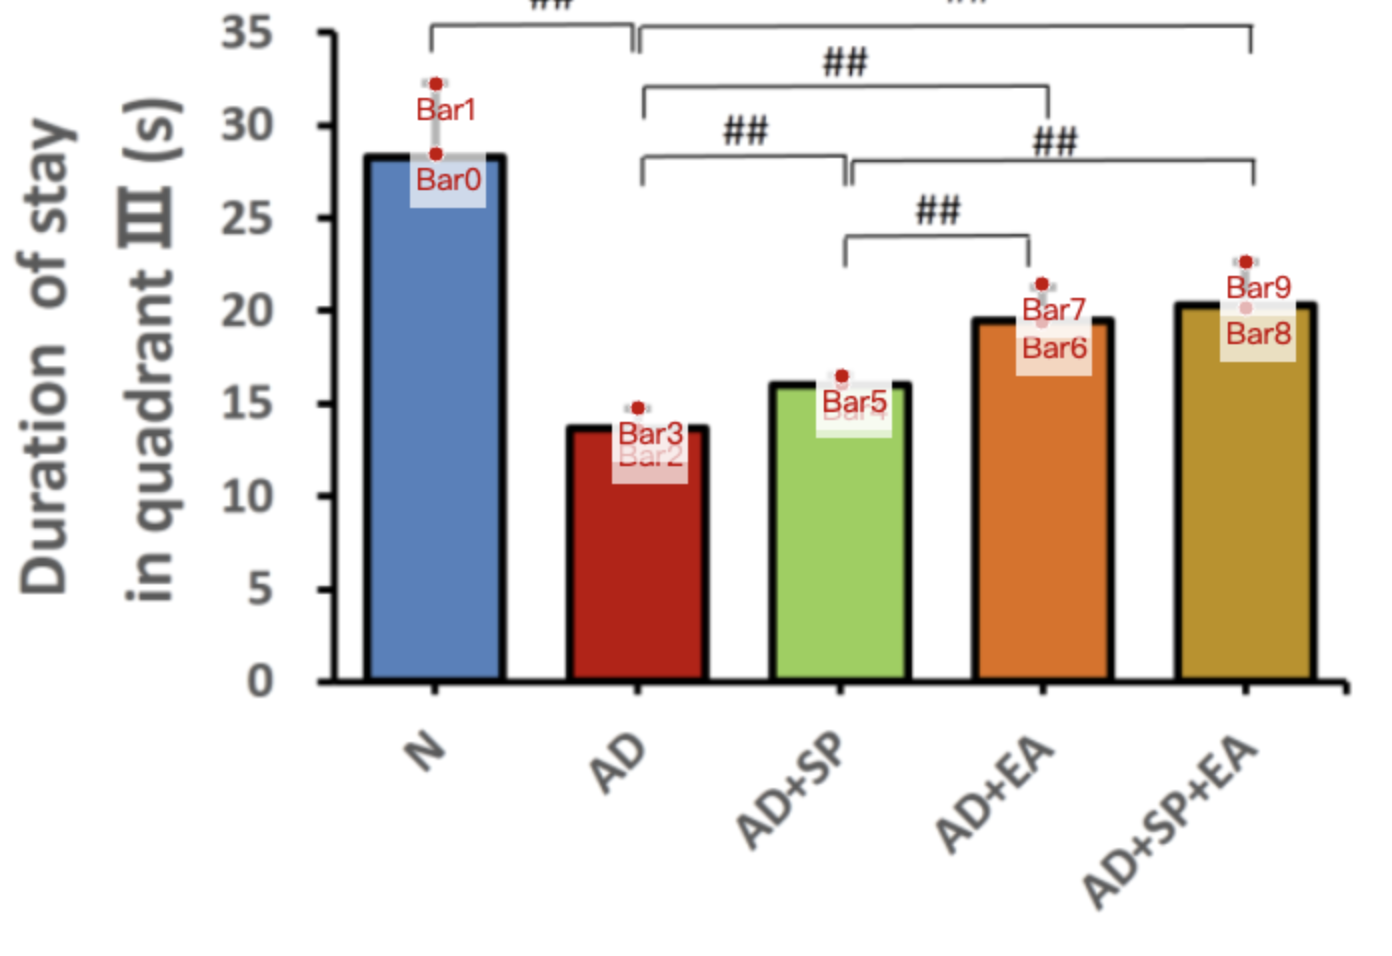 ##
##
35
##
30
##
##
25
##
20
15
10
5
0
Duration of stay
in quadrant III (s)
Bar1
Bar0
Bar3
Bar2
Bar5
Bar7
Bar6
Bar9
Bar8
N
AD
AD+SP
AD+EA
AD+SP+EA